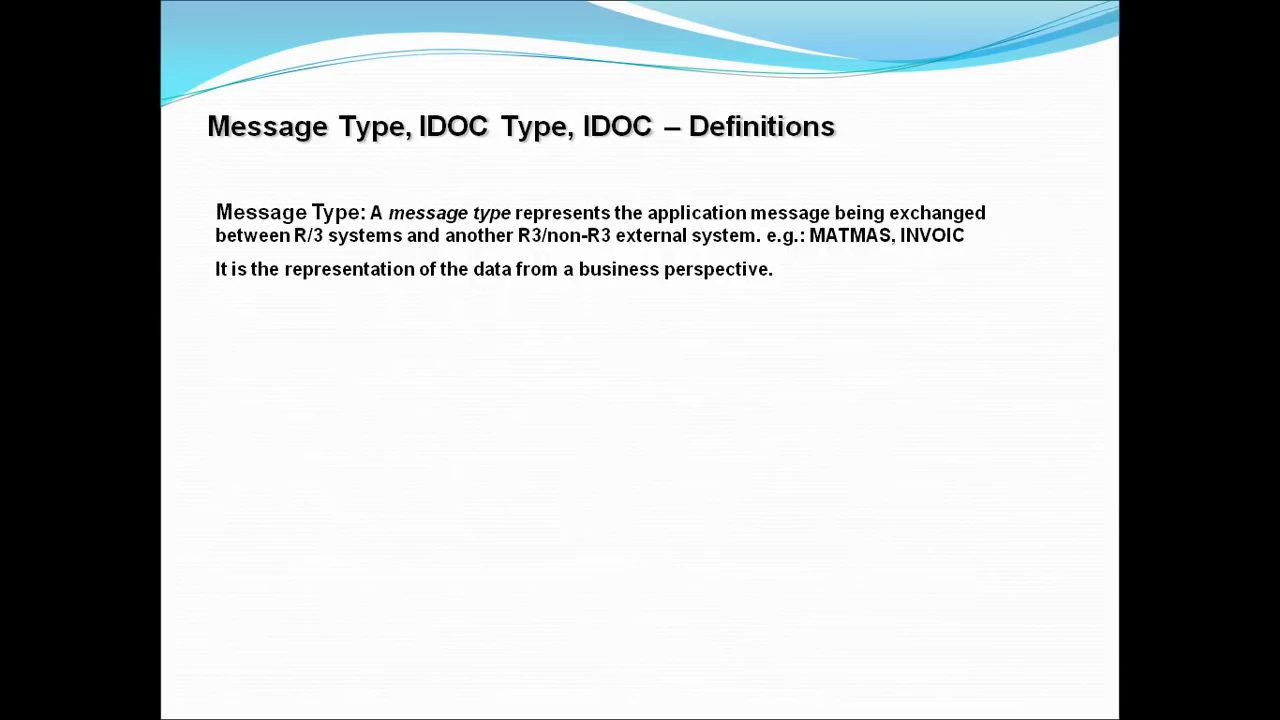 Message Type, IDOC Type, IDOC – Definitions
Message Type: A message type represents the application message being exchanged
between R/3 systems and another R3/non-R3 external system. e.g.: MATMAS, INVOIC
It is the representation of the data from a business perspective.